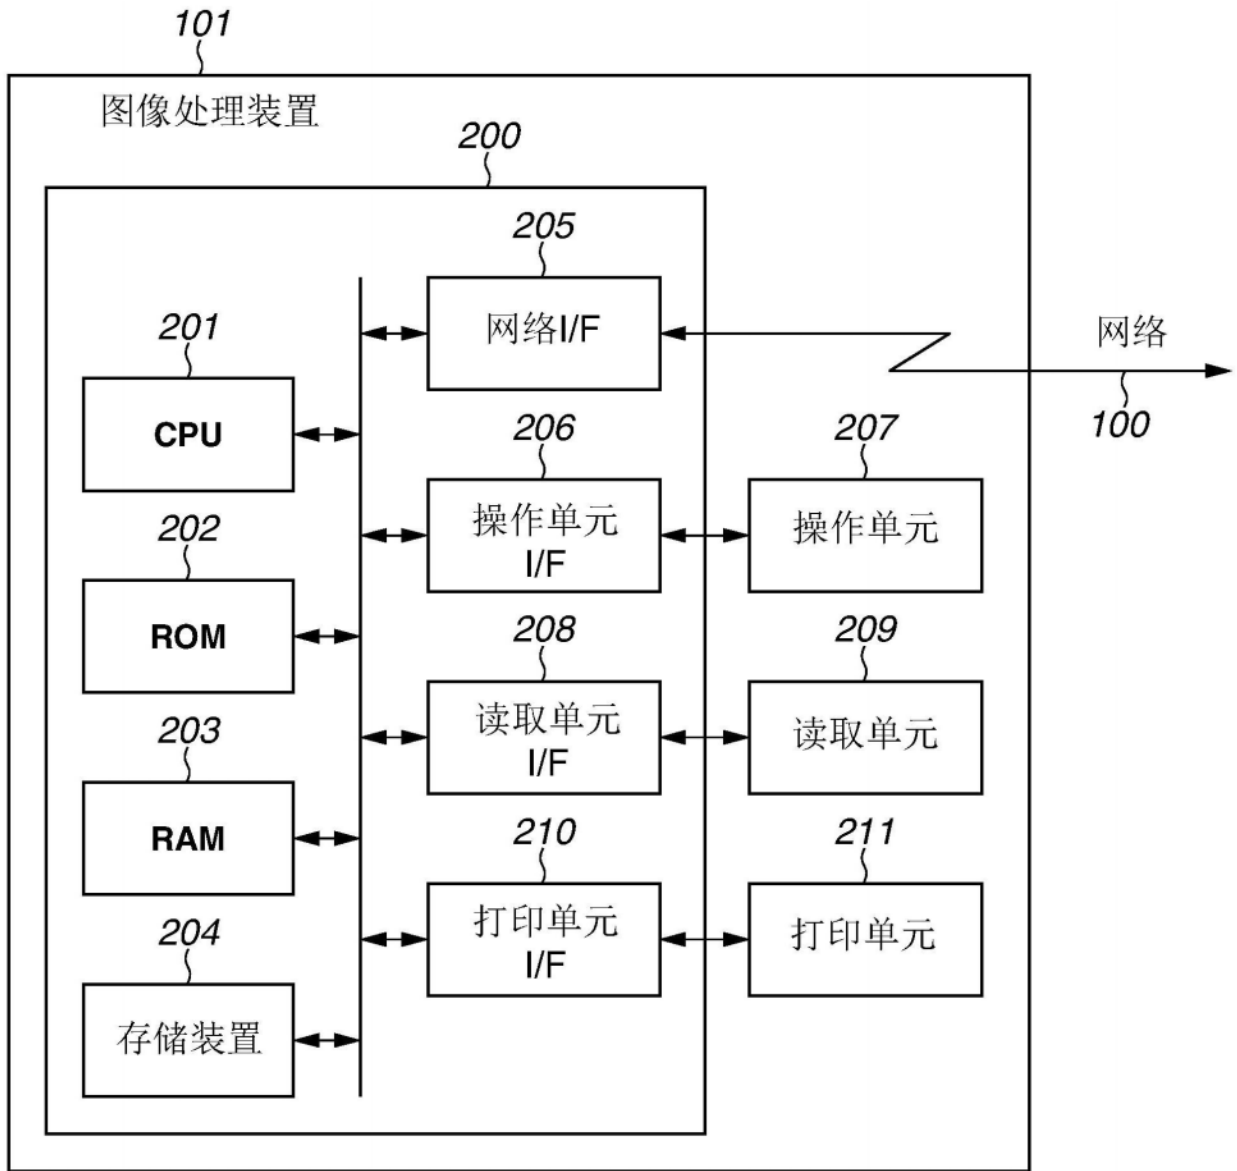 101
图像处理装置
200
205
网络I/F
网络
100
201
CPU
206
操作单元
I/F
207
操作单元
202
ROM
208
读取单元
I/F
209
读取单元
203
RAM
210
打印单元
I/F
211
打印单元
204
存储装置